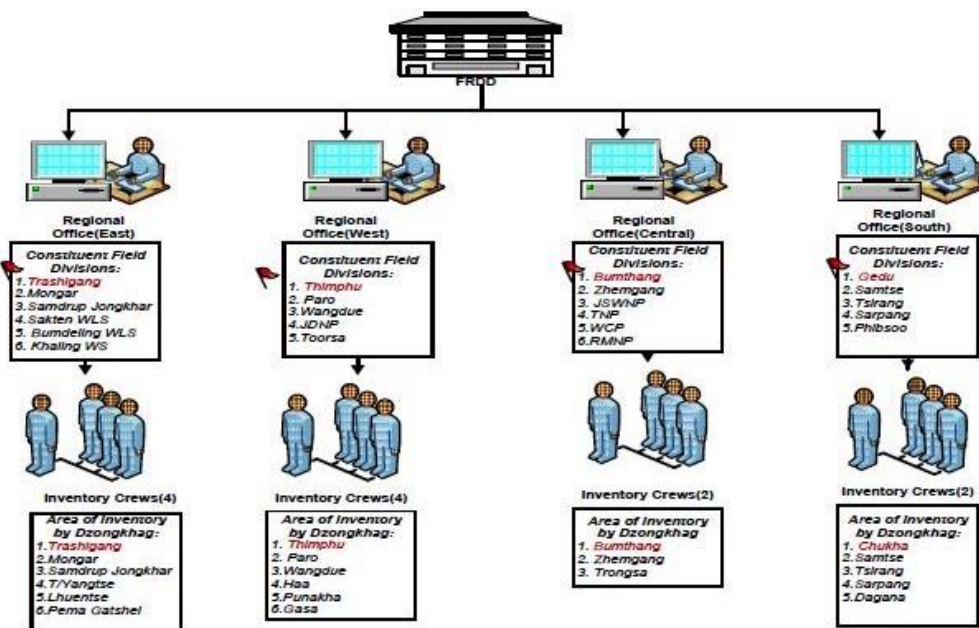 FRDD
Regional
Office(East)
Constituent Field
Divisions:
1. Trashigang
2. Mongar
3. Samdrup Jongkhar
4. Sakten WLS
5. Bumdeling WLS
6. Khaling WS
Inventory Crews(4)
Area of Inventory
by Dzongkhag:
1. Trashigang
2. Mongar
3. Samdrup Jongkhar
4. T/Yangtse
5. Lhuentse
6. Pema Gatshel
Regional
Office(West)
Constituent Field
Divisions:
1. Thimphu
2. Paro
3. Wangdue
4. JDNP
5. Toorsa
Inventory Crews(4)
Area of Inventory
by Dzongkhag:
1. Thimphu
2. Paro
3. Wangdue
4. Haa
5. Punakha
6. Gasa
Regional
Office(Central)
Constituent Field
Divisions:
1. Bumthang
2. Zhemgang
3. JSWNP
4. TNP
5. WCP
6. RMNP
Inventory Crews(2)
Area of Inventory
by Dzongkhag
1. Bumthang
2. Zhemgang
3. Trongsa
Regional
Office(South)
Constituent Field
Divisions:
1. Gedu
2. Samtse
3. Tsirang
4. Sarpang
5. Phibsoo
Inventory Crews(2)
Area of Inventory
by Dzongkhag:
1. Chukha
2. Samtse
3. Tsirang
4. Sarpang
5. Dagana